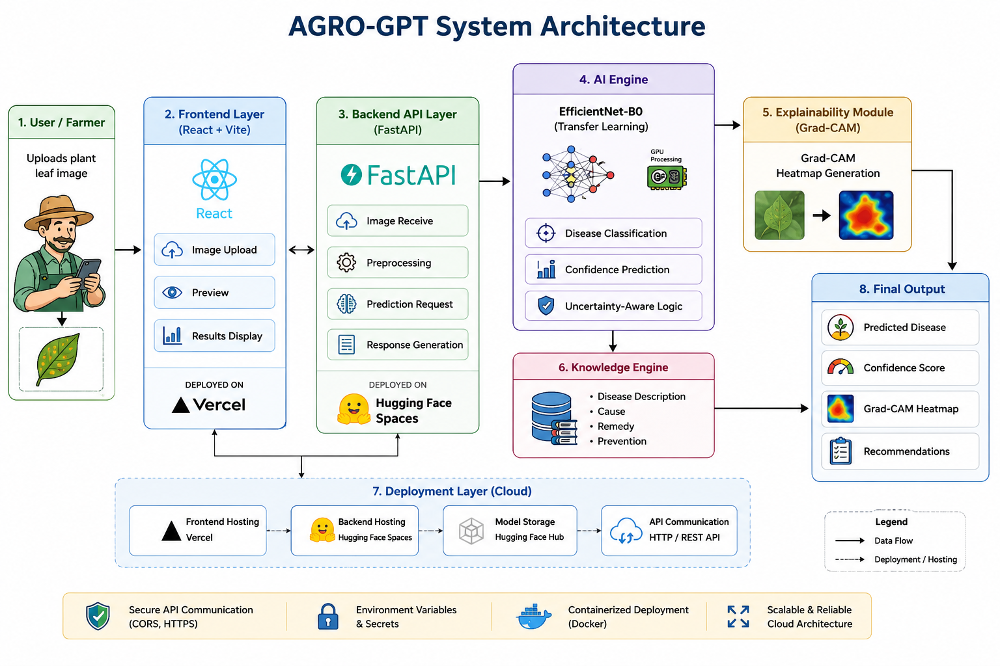 AGRO-GPT System Architecture
1. User / Farmer
Uploads plant
leaf image
2. Frontend Layer
(React + Vite)
React
Image Upload
Preview
Results Display
DEPLOYED ON
Vercel
3. Backend API Layer
(FastAPI)
FastAPI
Image Receive
Preprocessing
Prediction Request
Response Generation
DEPLOYED ON
Hugging Face
Spaces
4. AI Engine
EfficientNet-B0
(Transfer Learning)
GPU
Processing
Disease Classification
Confidence Prediction
Uncertainty-Aware Logic
5. Explainability Module
(Grad-CAM)
Grad-CAM
Heatmap Generation
6. Knowledge Engine
• Disease Description
• Cause
• Remedy
• Prevention
8. Final Output
Predicted Disease
Confidence Score
Grad-CAM Heatmap
Recommendations
7. Deployment Layer (Cloud)
Frontend Hosting
Vercel
Backend Hosting
Hugging Face Spaces
Model Storage
Hugging Face Hub
API Communication
HTTP / REST API
Legend
Data Flow
Deployment / Hosting
Secure API Communication
(CORS, HTTPS)
Environment Variables
& Secrets
Containerized Deployment
(Docker)
Scalable & Reliable
Cloud Architecture